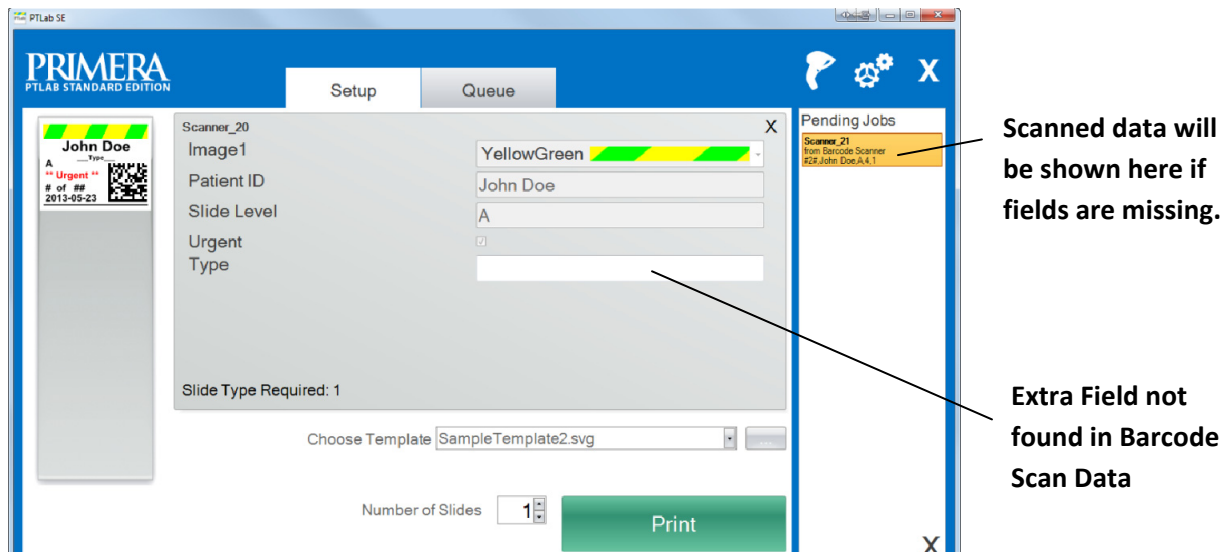 PTLab SE
PRIMERA
PTLAB STANDARD EDITION
Setup
Queue
X
John Doe
__Type__
A
** Urgent **
# of ##
2013-05-23
Scanner_20
X
Image1
YellowGreen
Patient ID
John Doe
Slide Level
A
Urgent
Type
Slide Type Required: 1
Choose Template
SampleTemplate2.svg
...
Number of Slides
1
Print
Pending Jobs
Scanner_21
from Barcode Scanner
#2#,John Doe,A,4,1
X
Scanned data will
be shown here if
fields are missing.
Extra Field not
found in Barcode
Scan Data